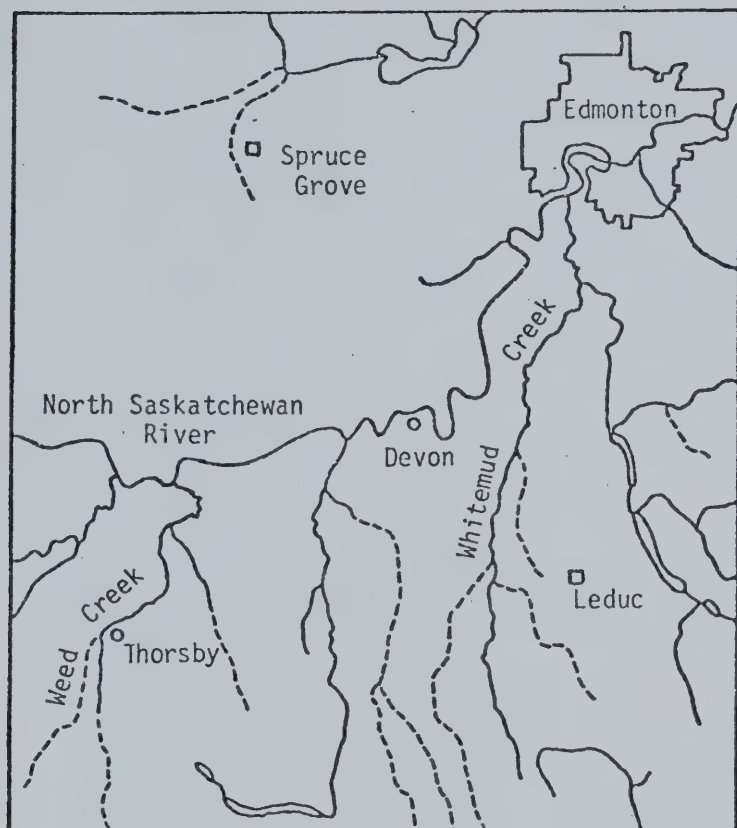 Edmonton
Spruce
Grove
Creek
North Saskatchewan
River
Devon
Whitemud
Leduc
Creek
Thorsby
Weed